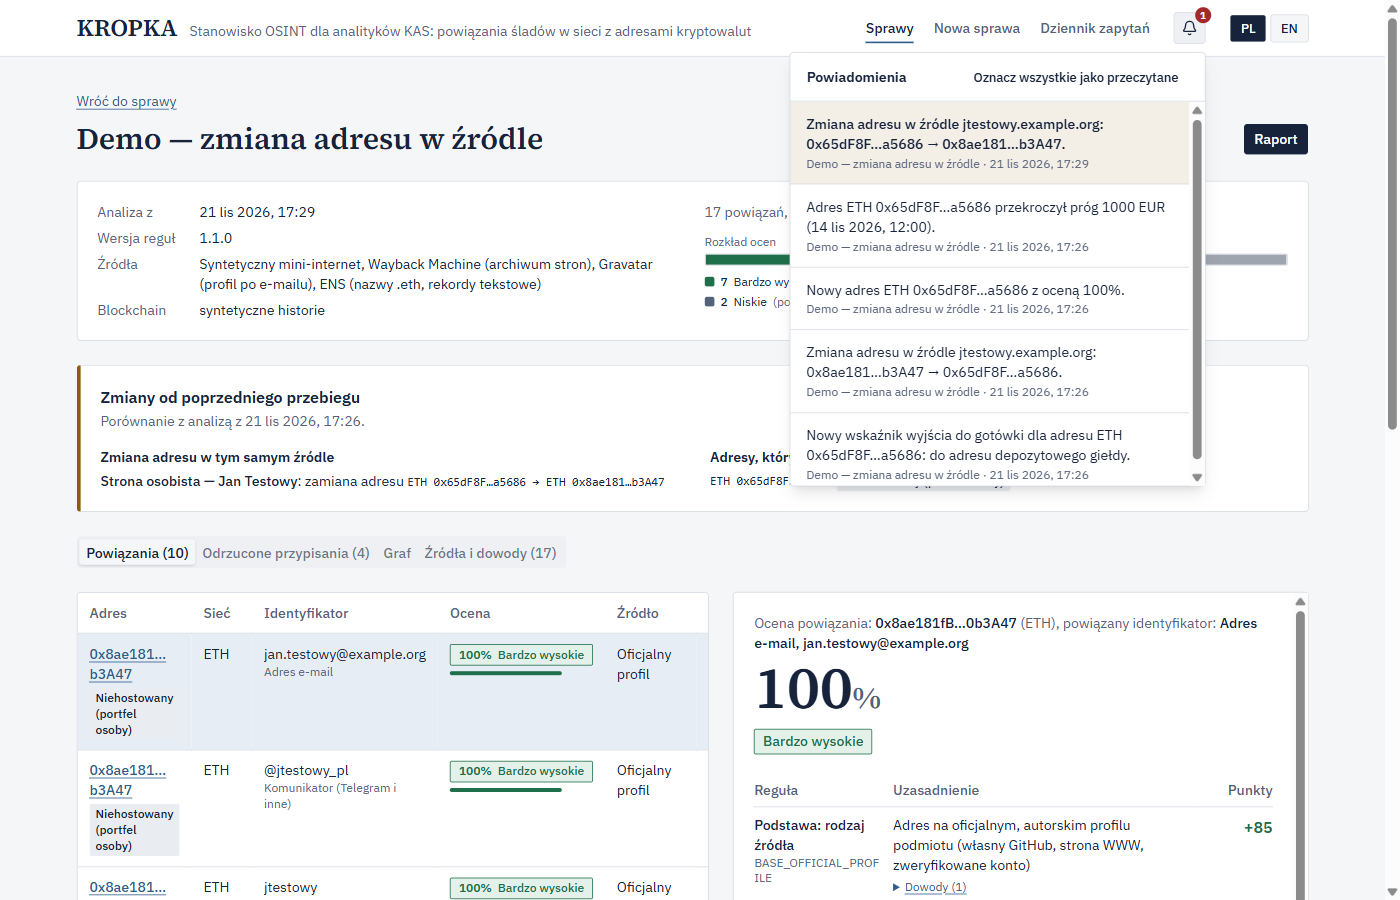 KROPKA
Stanowisko OSINT dla analityków KAS: powiązania śladów w sieci z adresami kryptowalut
Sprawy
Nowa sprawa
Dziennik zapytań
1
PL
EN
Powiadomienia
Oznacz wszystkie jako przeczytane
Zmiana adresu w źródle jtestowy.example.org:
0x65dF8F…a5686 → 0x8ae181…b3A47.
Demo — zmiana adresu w źródle · 21 lis 2026, 17:29
Adres ETH 0x65dF8F…a5686 przekroczył próg 1000 EUR
(14 lis 2026, 12:00).
Demo — zmiana adresu w źródle · 21 lis 2026, 17:26
Nowy adres ETH 0x65dF8F…a5686 z oceną 100%.
Demo — zmiana adresu w źródle · 21 lis 2026, 17:26
Zmiana adresu w źródle jtestowy.example.org:
0x8ae181…b3A47 → 0x65dF8F…a5686.
Demo — zmiana adresu w źródle · 21 lis 2026, 17:26
Nowy wskaźnik wyjścia do gotówki dla adresu ETH
0x65dF8F…a5686: do adresu depozytowego giełdy.
Demo — zmiana adresu w źródle · 21 lis 2026, 17:26
Wróć do sprawy
Demo — zmiana adresu w źródle
Raport
Analiza z 21 lis 2026, 17:29
Wersja reguł 1.1.0
Źródła Syntetyczny mini-internet, Wayback Machine (archiwum stron), Gravatar
(profil po e-mailu), ENS (nazwy .eth, rekordy tekstowe)
Blockchain syntetyczne historie
17 powiązań,
Rozkład ocen
7 Bardzo wy
2 Niskie (po
Zmiany od poprzedniego przebiegu
Porównanie z analizą z 21 lis 2026, 17:26.
Zmiana adresu w tym samym źródle
Strona osobista — Jan Testowy: zamiana adresu ETH 0x65dF8F…a5686 → ETH 0x8ae181…b3A47
Adresy, któr
ETH 0x65dF8F
Powiązania (10)
Odrzucone przypisania (4)
Graf
Źródła i dowody (17)
Adres Sieć Identyfikator Ocena Źródło
0x8ae181… ETH jan.testowy@example.org 100% Bardzo wysokie Oficjalny
b3A47 Adres e-mail profil
Niehostowany
(portfel
osoby)
0x8ae181… ETH @jtestowy_pl 100% Bardzo wysokie Oficjalny
b3A47 Komunikator (Telegram i profil
inne)
Niehostowany
(portfel
osoby)
0x8ae181… ETH jtestowy 100% Bardzo wysokie Oficjalny
Ocena powiązania: 0x8ae181fB…0b3A47 (ETH), powiązany identyfikator: Adres
e-mail, jan.testowy@example.org
100%
Bardzo wysokie
Reguła Uzasadnienie Punkty
Podstawa: rodzaj Adres na oficjalnym, autorskim profilu +85
źródła podmiotu (własny GitHub, strona WWW,
BASE_OFFICIAL_PROF zweryfikowane konto)
ILE
Dowody (1)